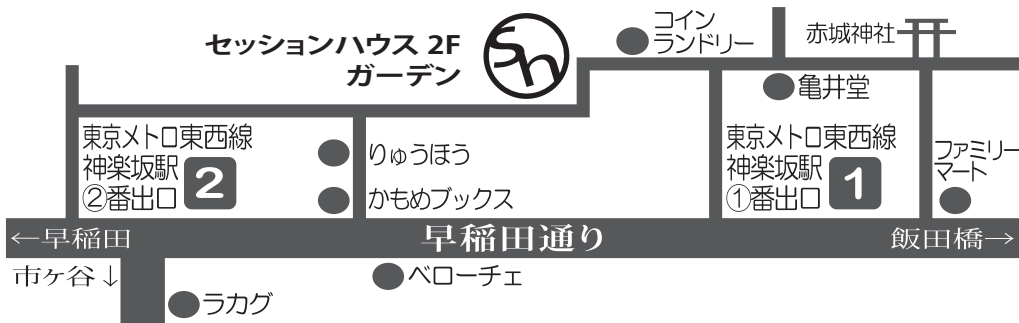 セッションハウス 2F
ガーデン
sh
コイン
ランドリー
赤城神社
亀井堂
東京メトロ東西線
神楽坂駅
②番出口
2
りゅうほう
かもめブックス
東京メトロ東西線
神楽坂駅
①番出口
1
ファミリー
マート
←早稲田
早稲田通り
飯田橋→
市ヶ谷↓
ラカグ
ベローチェ